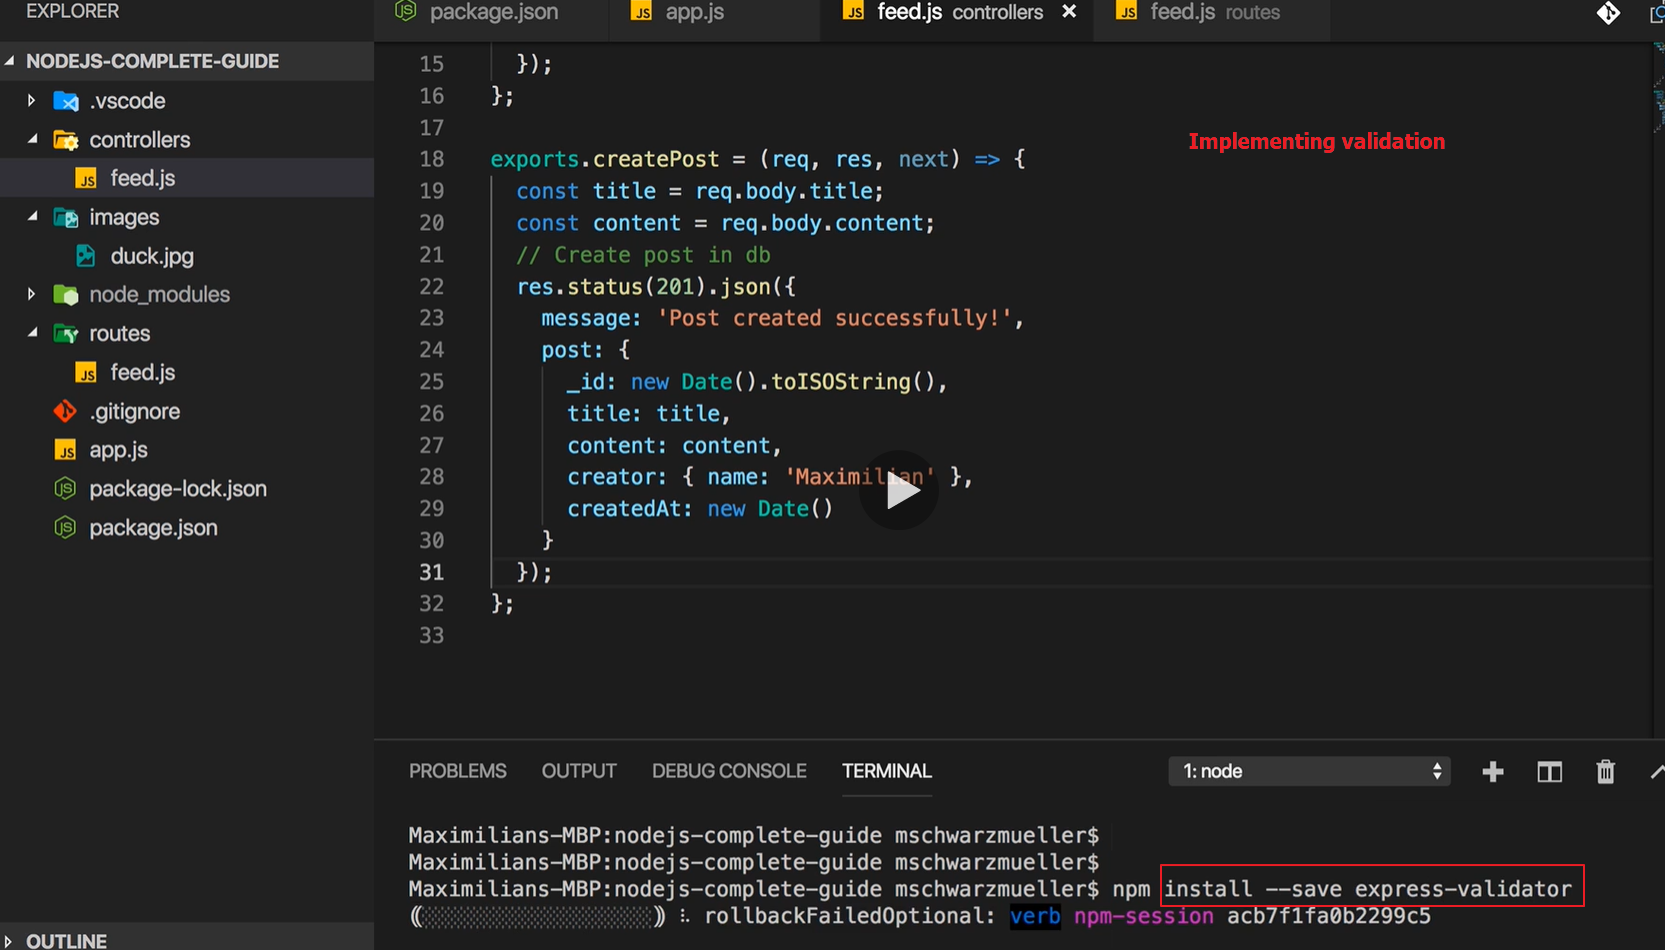 EXPLORER
NODEJS-COMPLETE-GUIDE
.vscode
controllers
JS feed.js
images
duck.jpg
node_modules
routes
JS feed.js
.gitignore
JS app.js
package-lock.json
package.json
OUTLINE
package.json
JS app.js
JS feed.js controllers ×
JS feed.js routes
15 });
16 };
17
Implementing validation
18 exports.createPost = (req, res, next) => {
19 const title = req.body.title;
20 const content = req.body.content;
21 // Create post in db
22 res.status(201).json({
23 message: 'Post created successfully!',
24 post: {
25 _id: new Date().toISOString(),
26 title: title,
27 content: content,
28 creator: { name: 'Maximilian' },
29 createdAt: new Date()
30 }
31 });
32 };
33
PROBLEMS OUTPUT DEBUG CONSOLE TERMINAL 1: node
Maximilians-MBP:nodejs-complete-guide mschwarzmueller$
Maximilians-MBP:nodejs-complete-guide mschwarzmueller$
Maximilians-MBP:nodejs-complete-guide mschwarzmueller$ npm install --save express-validator
rollbackFailedOptional: verb npm-session acb7f1fa0b2299c5